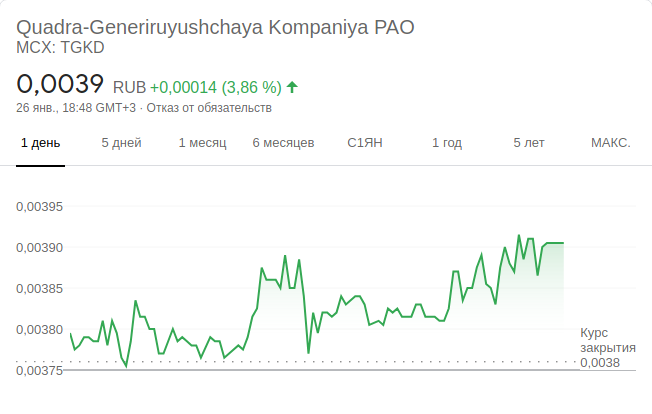 Quadra-Generiruyushchaya Kompaniya PAO
MCX: TGKD
0,0039 RUB +0,00014 (3,86 %)
26 янв., 18:48 GMT+3 · Отказ от обязательств
1 день 5 дней 1 месяц 6 месяцев С1ЯН 1 год 5 лет МАКС.
0,00395
0,00390
0,00385
0,00380
0,00375
Курс
закрытия
0,0038